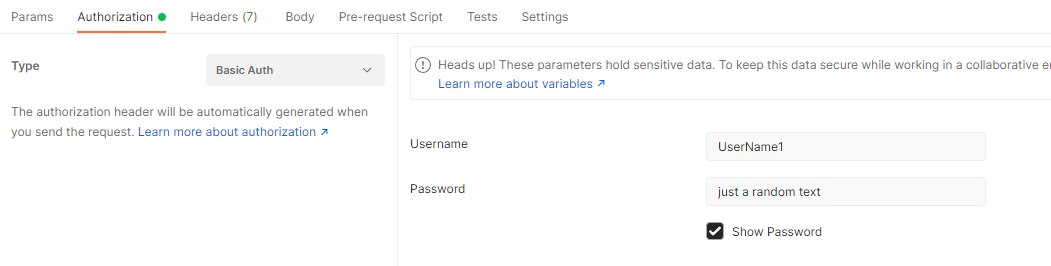 Params Authorization Headers (7) Body Pre-request Script Tests Settings
Type Basic Auth
The authorization header will be automatically generated when
you send the request. Learn more about authorization ↗
Heads up! These parameters hold sensitive data. To keep this data secure while working in a collaborative
Learn more about variables ↗
Username UserName1
Password just a random text
Show Password